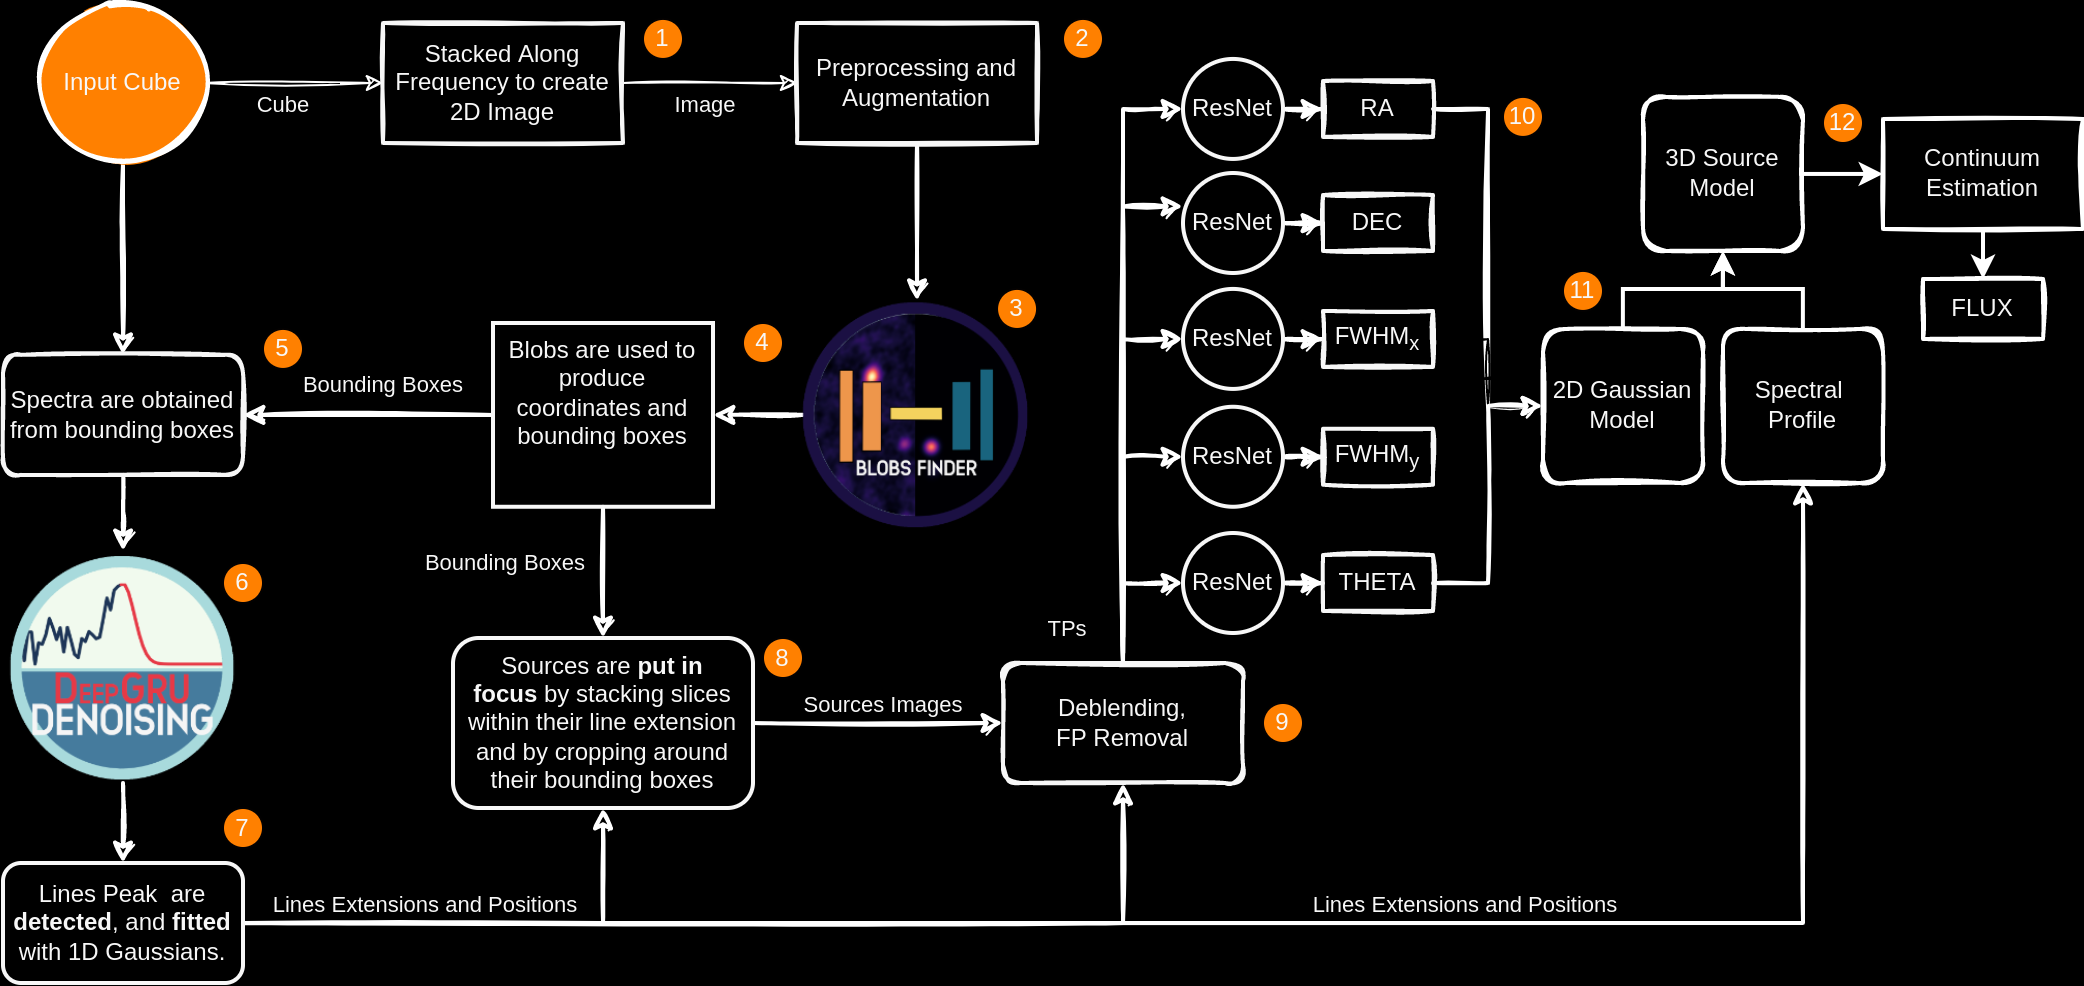 Input Cube
Cube
Stacked Along
Frequency to create
2D Image
1
Image
Preprocessing and
Augmentation
2
3
BLOBS FINDER
4
Blobs are used to
produce
coordinates and
bounding boxes
Bounding Boxes
5
Spectra are obtained
from bounding boxes
6
DEEPGRU
DENOISING
7
Lines Peak are
detected, and fitted
with 1D Gaussians.
Lines Extensions and Positions
Bounding Boxes
Sources are put in
focus by stacking slices
within their line extension
and by cropping around
their bounding boxes
8
Sources Images
Deblending,
FP Removal
9
TPs
ResNet
RA
ResNet
DEC
ResNet
FWHMx
ResNet
FWHMy
ResNet
THETA
10
2D Gaussian
Model
11
Spectral
Profile
Lines Extensions and Positions
3D Source
Model
12
Continuum
Estimation
FLUX